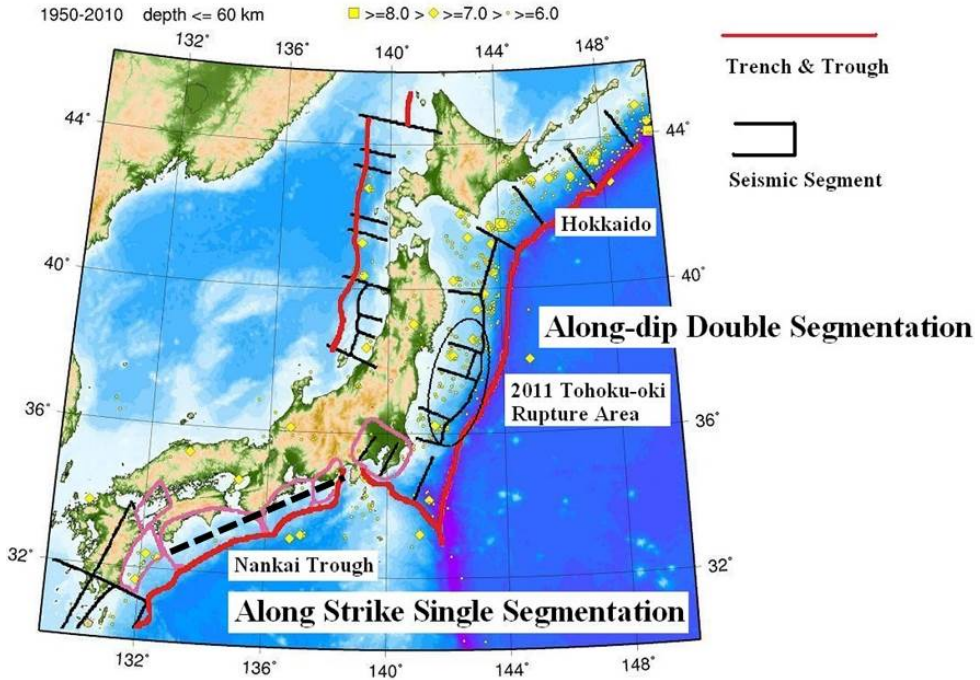 1950-2010 depth <= 60 km >=8.0 > >=7.0 > >=6.0
132° 136° 140° 144° 148°
Trench & Trough
44° 44°
Seismic Segment
Hokkaido
40° 40°
Along-dip Double Segmentation
2011 Tohoku-oki
Rupture Area
36° 36°
32° 32°
Nankai Trough
Along Strike Single Segmentation
132° 136° 140° 144° 148°